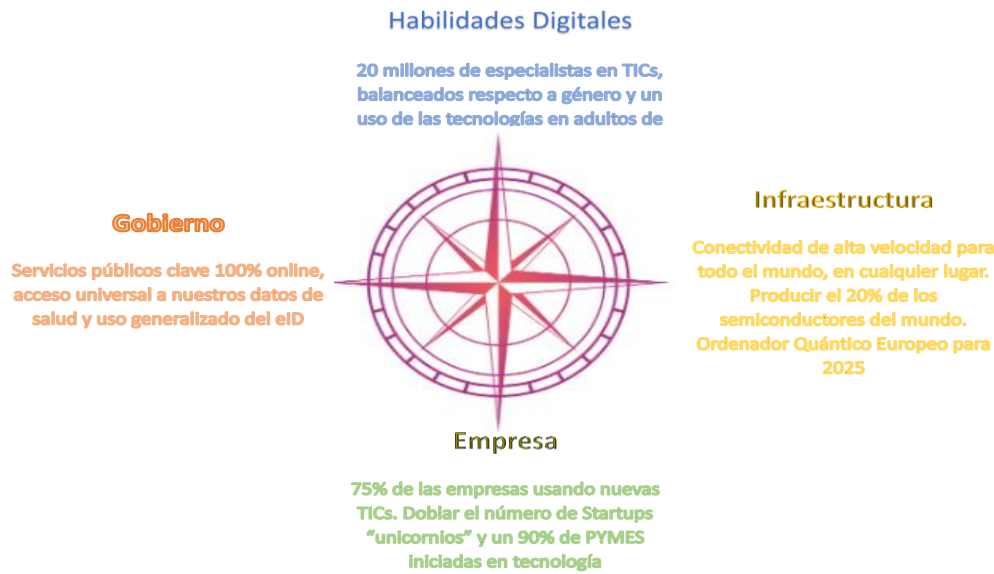 Habilidades Digitales
20 millones de especialistas en TICs,
balanceados respecto a género y un
uso de las tecnologías en adultos de
Gobierno
Servicios públicos clave 100% online,
acceso universal a nuestros datos de
salud y uso generalizado del eID
Infraestructura
Conectividad de alta velocidad para
todo el mundo, en cualquier lugar.
Producir el 20% de los
semiconductores del mundo.
Ordenador Quántico Europeo para
2025
Empresa
75% de las empresas usando nuevas
TICs. Doblar el número de Startups
“unicornios” y un 90% de PYMES
iniciadas en tecnología